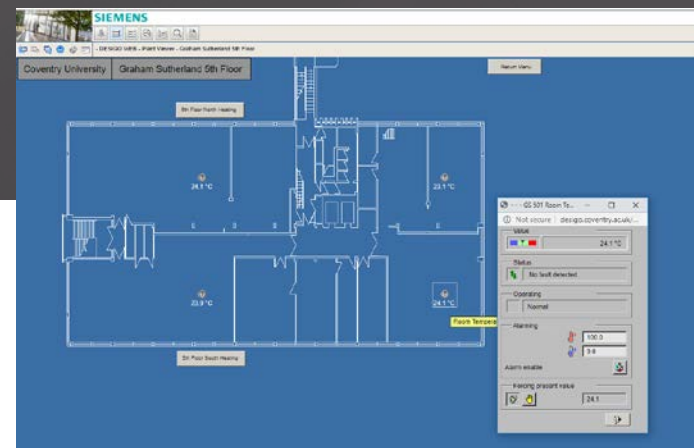 SIEMENS
- DESIGO WEB - Point Viewer - Graham Sutherland 5th Floor
Coventry University
Graham Sutherland 5th Floor
Return Menu
5th Floor North Heating
24.1 °C
23.1 °C
23.9 °C
24.1 °C
Room Tempera
5th Floor South Heating
GS 501 Room Te...
Not secure | desigo.coventry.ac.uk/...
Value
24.1 °C
Status
No fault detected
Operating
Normal
Alarming
100.0
Alarm enable
Forcing present value
24.1